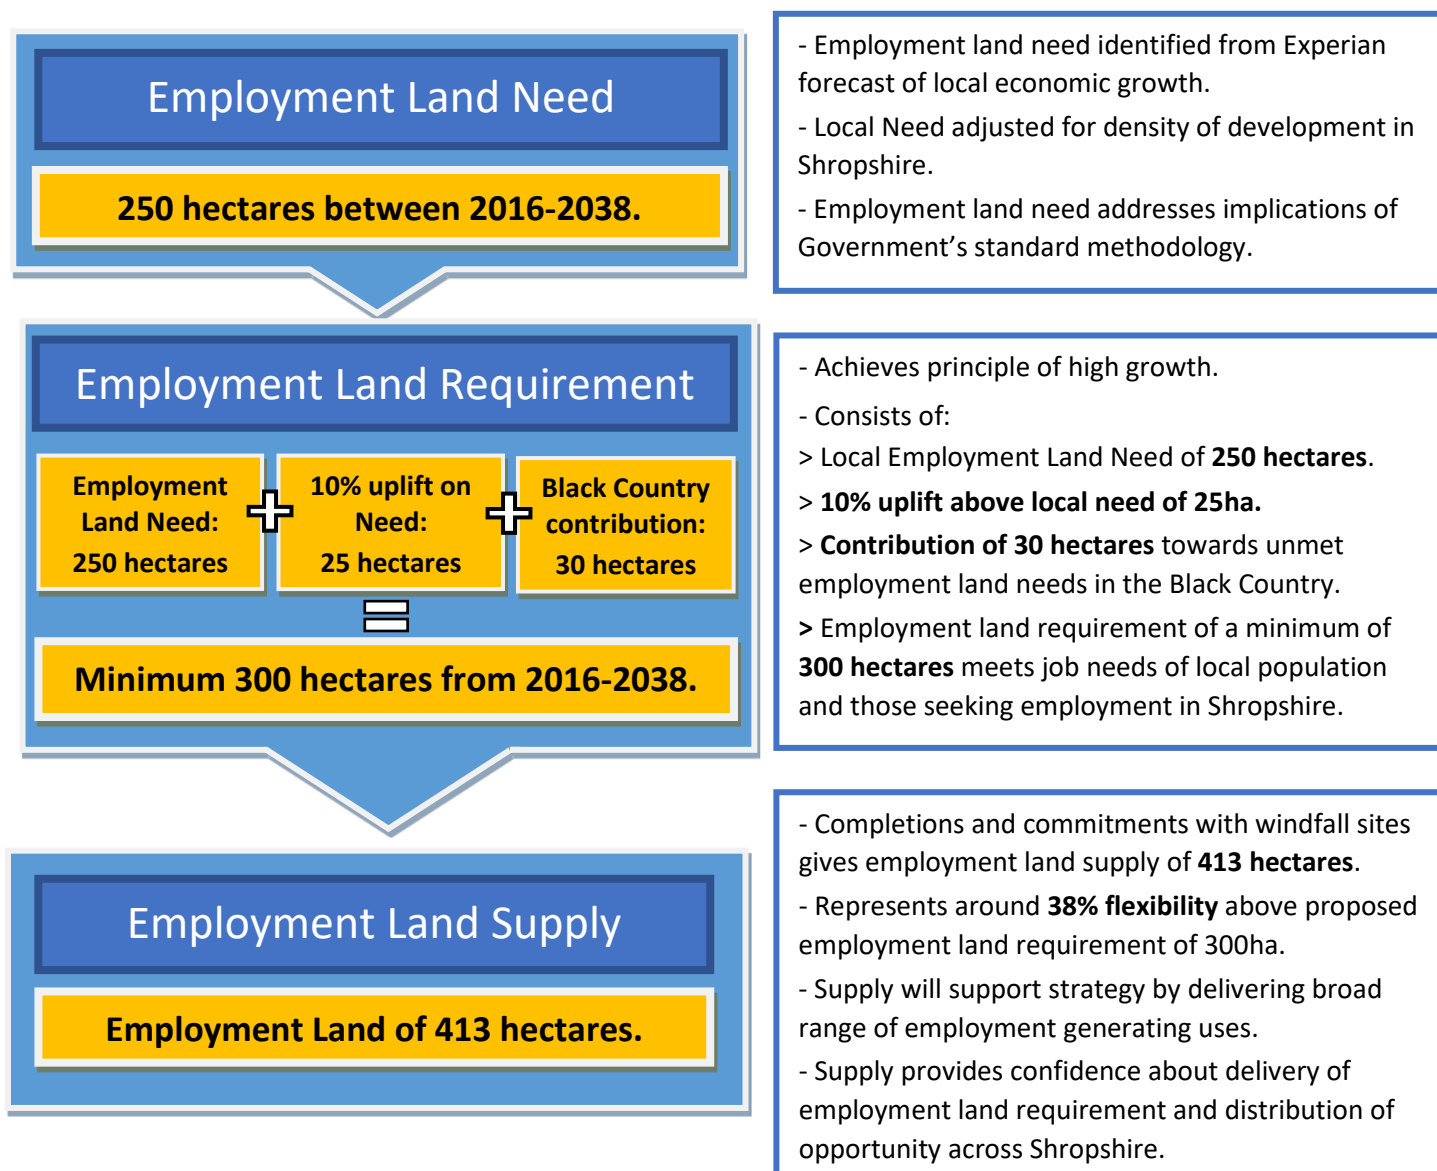 Employment Land Need
250 hectares between 2016-2038.
- Employment land need identified from Experian
forecast of local economic growth.
- Local Need adjusted for density of development in
Shropshire.
- Employment land need addresses implications of
Government’s standard methodology.
Employment Land Requirement
Employment
Land Need:
250 hectares
+
10% uplift on
Need:
25 hectares
+
Black Country
contribution:
30 hectares
=
Minimum 300 hectares from 2016-2038.
- Achieves principle of high growth.
- Consists of:
> Local Employment Land Need of 250 hectares.
> 10% uplift above local need of 25ha.
> Contribution of 30 hectares towards unmet
employment land needs in the Black Country.
> Employment land requirement of a minimum of
300 hectares meets job needs of local population
and those seeking employment in Shropshire.
Employment Land Supply
Employment Land of 413 hectares.
- Completions and commitments with windfall sites
gives employment land supply of 413 hectares.
- Represents around 38% flexibility above proposed
employment land requirement of 300ha.
- Supply will support strategy by delivering broad
range of employment generating uses.
- Supply provides confidence about delivery of
employment land requirement and distribution of
opportunity across Shropshire.